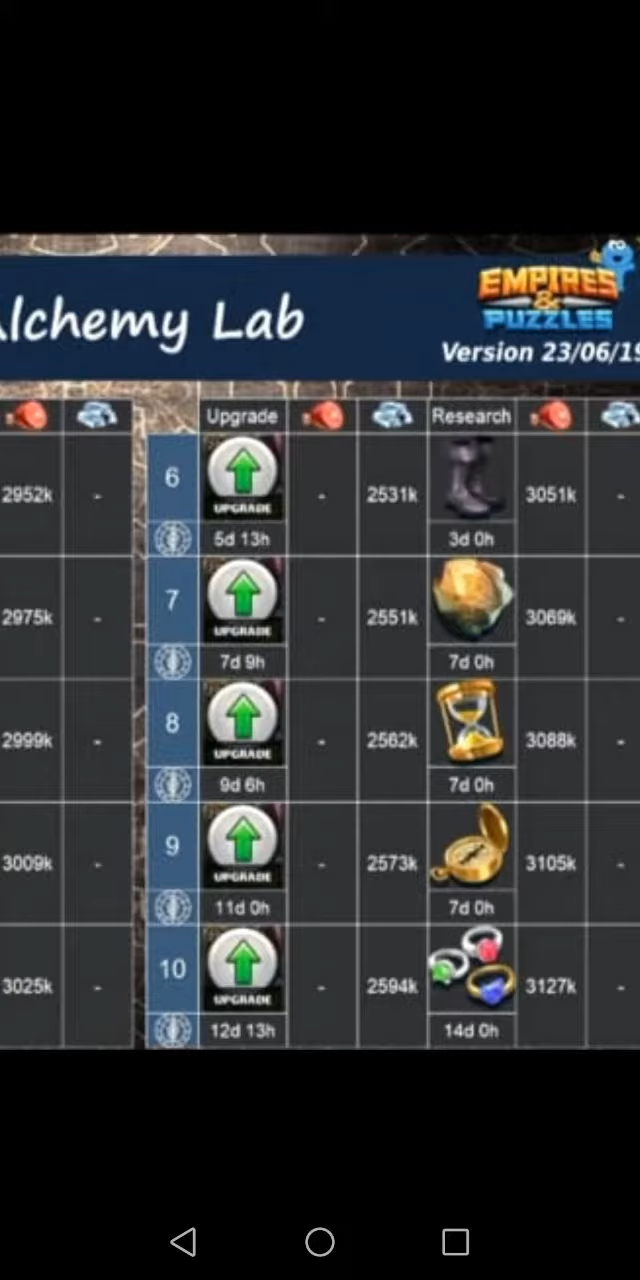 Alchemy Lab
EMPIRES
&
PUZZLES
Version 23/06/19
Upgrade Research
2952k - 6 UPGRADE - 2531k 3051k -
5d 13h 3d 0h
2975k - 7 UPGRADE - 2551k 3069k -
7d 9h 7d 0h
2999k - 8 UPGRADE - 2562k 3088k -
9d 6h 7d 0h
3009k - 9 UPGRADE - 2573k 3105k -
11d 0h 7d 0h
3025k - 10 UPGRADE - 2594k 3127k -
12d 13h 14d 0h